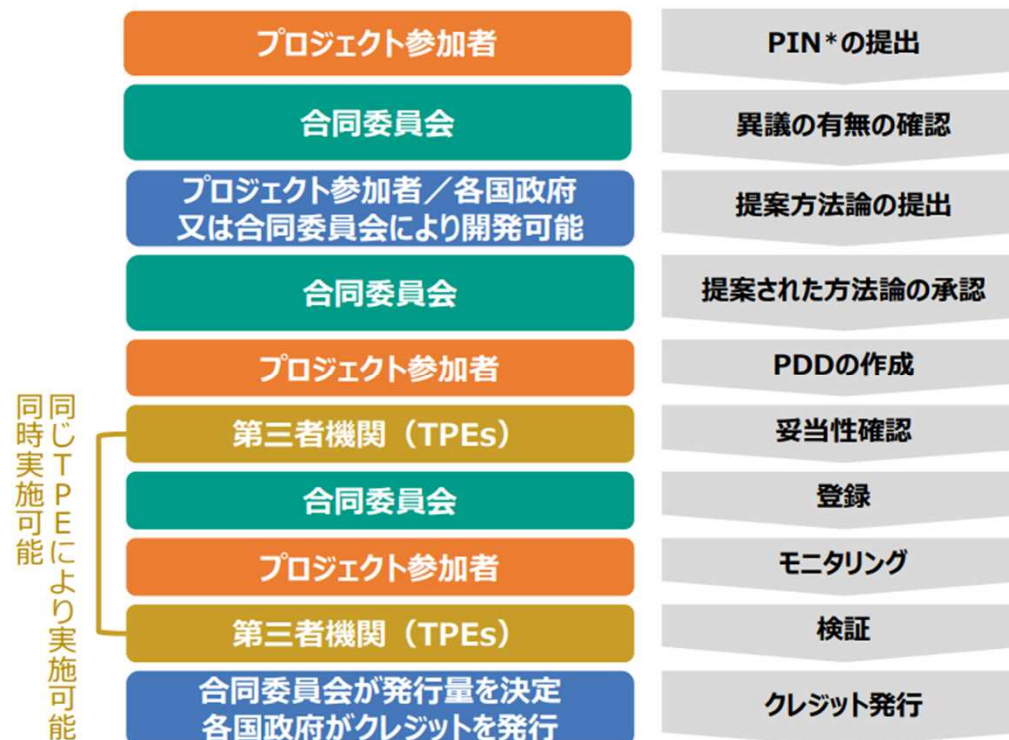 プロジェクト参加者
PIN*の提出
合同委員会
異議の有無の確認
プロジェクト参加者／各国政府
又は合同委員会により開発可能
提案方法論の提出
合同委員会
提案された方法論の承認
プロジェクト参加者
PDDの作成
第三者機関（TPEs）
妥当性確認
合同委員会
登録
プロジェクト参加者
モニタリング
第三者機関（TPEs）
検証
合同委員会が発行量を決定
各国政府がクレジットを発行
クレジット発行
同じTPEにより実施可能
同時実施可能